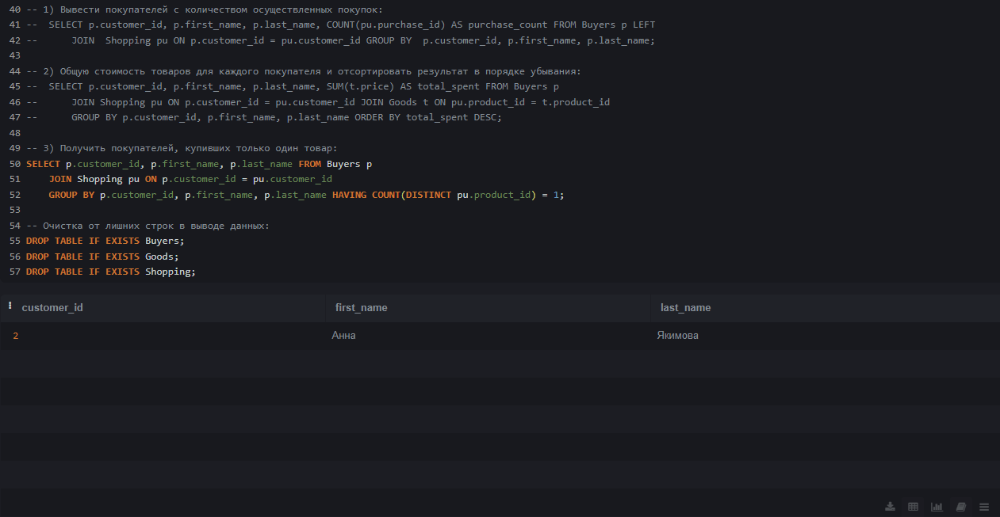 40 -- 1) Вывести покупателей с количеством осуществленных покупок:
41 --  SELECT p.customer_id, p.first_name, p.last_name, COUNT(pu.purchase_id) AS purchase_count FROM Buyers p LEFT
42 --      JOIN  Shopping pu ON p.customer_id = pu.customer_id GROUP BY  p.customer_id, p.first_name, p.last_name;
43
44 -- 2) Общую стоимость товаров для каждого покупателя и отсортировать результат в порядке убывания:
45 --  SELECT p.customer_id, p.first_name, p.last_name, SUM(t.price) AS total_spent FROM Buyers p
46 --      JOIN Shopping pu ON p.customer_id = pu.customer_id JOIN Goods t ON pu.product_id = t.product_id
47 --      GROUP BY p.customer_id, p.first_name, p.last_name ORDER BY total_spent DESC;
48
49 -- 3) Получить покупателей, купивших только один товар:
50 SELECT p.customer_id, p.first_name, p.last_name FROM Buyers p
51     JOIN Shopping pu ON p.customer_id = pu.customer_id
52     GROUP BY p.customer_id, p.first_name, p.last_name HAVING COUNT(DISTINCT pu.product_id) = 1;
53
54 -- Очистка от лишних строк в выводе данных:
55 DROP TABLE IF EXISTS Buyers;
56 DROP TABLE IF EXISTS Goods;
57 DROP TABLE IF EXISTS Shopping;
customer_id first_name last_name
2 Анна Якимова